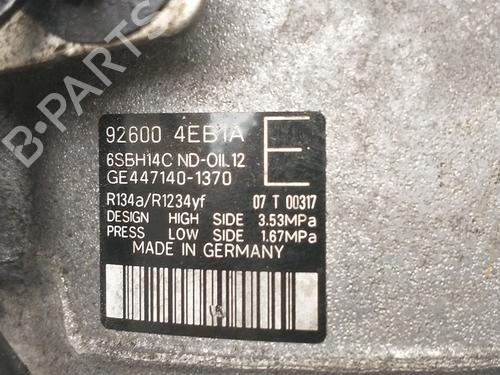 92600 4EB1A E
6SBH14C ND-OIL12
GE447140-1370
R134a/R1234yf 07 T 00317
DESIGN HIGH SIDE 3.53MPa
PRESS LOW SIDE 1.67MPa
MADE IN GERMANY
B-PARTS